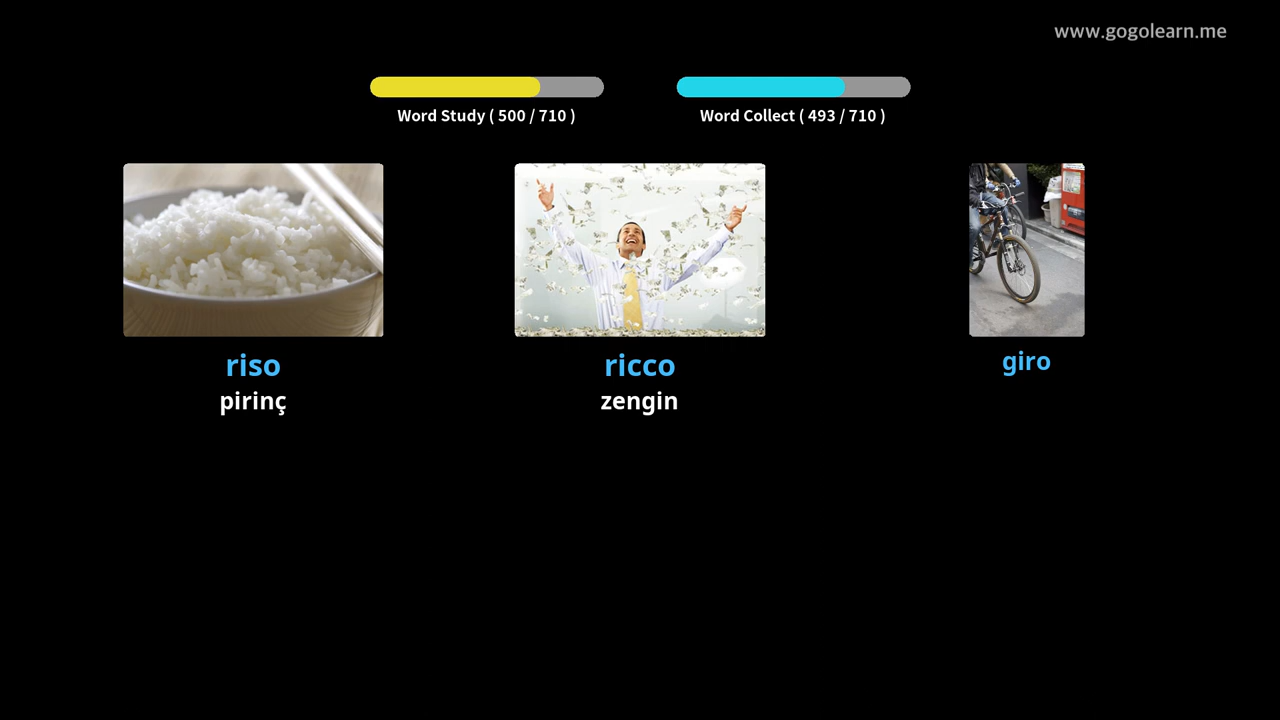 www.gogolearn.me
Word Study ( 500 / 710 )
Word Collect ( 493 / 710 )
riso
pirinç
ricco
zengin
giro